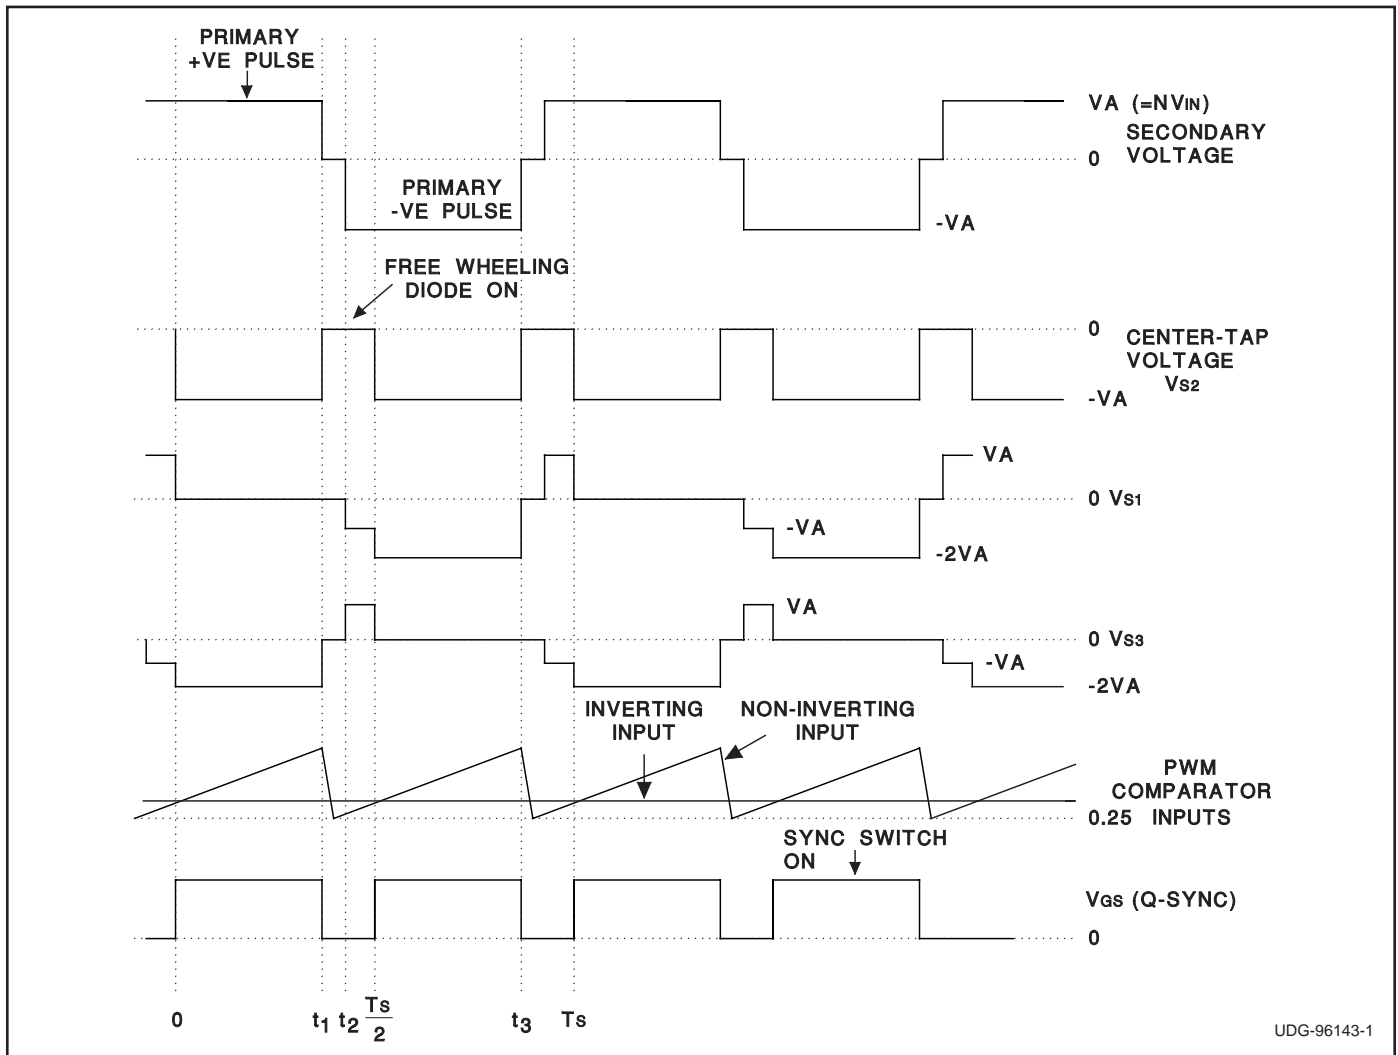 PRIMARY
+VE PULSE
VA (=NVIN)
SECONDARY
VOLTAGE
0
PRIMARY
-VE PULSE
-VA
FREE WHEELING
DIODE ON
0
CENTER-TAP
VOLTAGE
VS2
-VA
VA
0 VS1
-VA
-2VA
VA
0 VS3
-VA
-2VA
INVERTING
INPUT
NON-INVERTING
INPUT
PWM
COMPARATOR
0.25 INPUTS
SYNC SWITCH
ON
VGS (Q-SYNC)
0
0 t1 t2 Ts/2 t3 Ts
UDG-96143-1